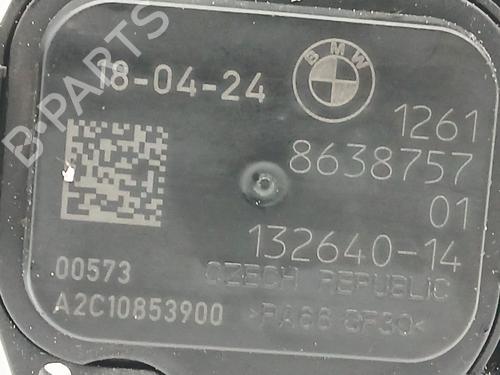 18-04-24
BMW
1261
8638757
01
132640-14
CZECH REPUBLIC
00573
A2C10853900
>PA66 GF30<
B-PARTS